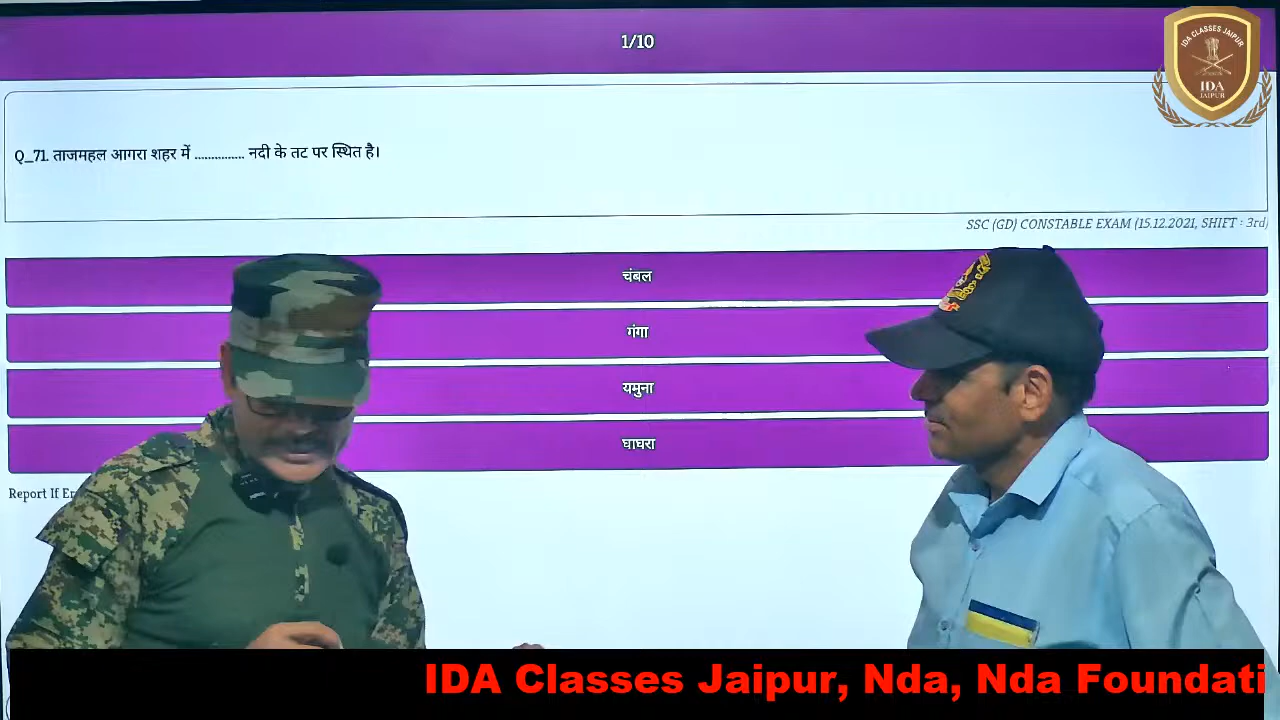 1/10
IDA CLASSES JAIPUR
IDA
JAIPUR
Q_71. ताजमहल आगरा शहर में ............... नदी के तट पर स्थित है।
SSC (GD) CONSTABLE EXAM (15.12.2021, SHIFT : 3rd)
चंबल
गंगा
यमुना
घाघरा
Report If Er
IDA Classes Jaipur, Nda, Nda Foundati